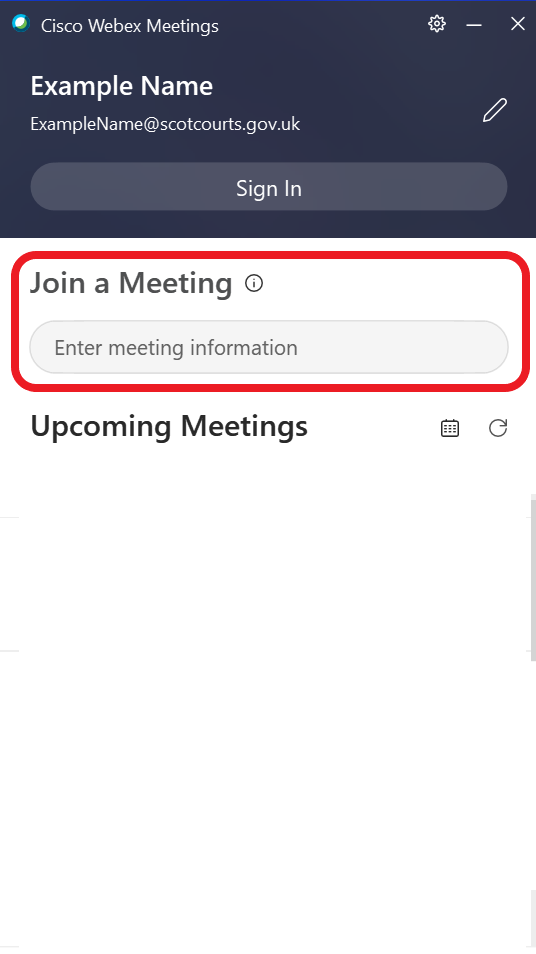 Cisco Webex Meetings
Example Name
ExampleName@scotcourts.gov.uk
Sign In
Join a Meeting
Enter meeting information
Upcoming Meetings